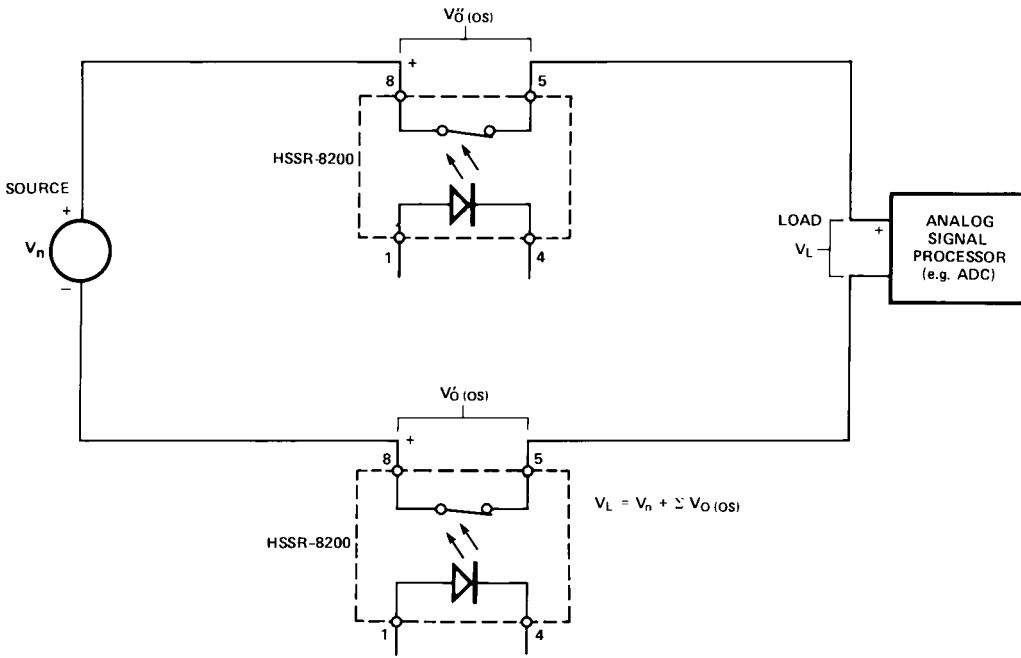 V″O (OS)
+
8
5
HSSR-8200
1
4
SOURCE
+
Vn
−
LOAD
VL
+
ANALOG
SIGNAL
PROCESSOR
(e.g. ADC)
V′O (OS)
+
8
5
VL = Vn + Σ VO (OS)
HSSR-8200
1
4